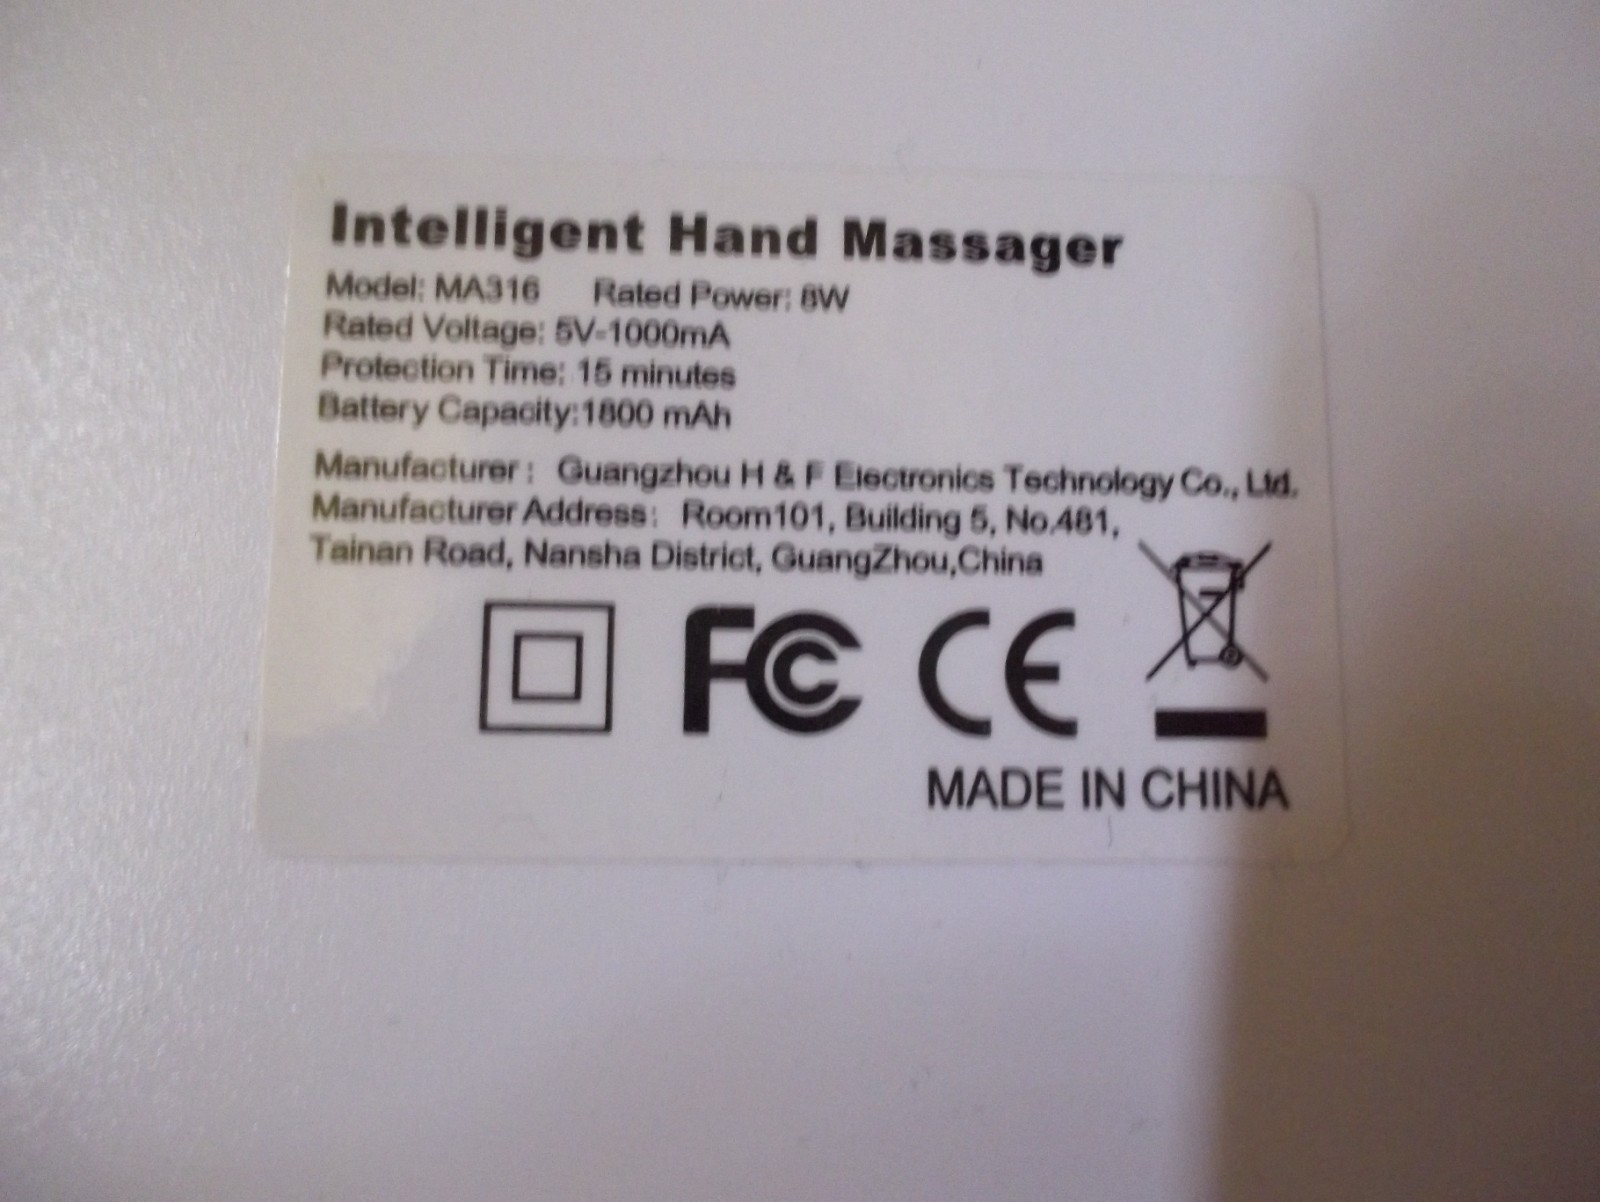 Intelligent Hand Massager
Model: MA316 Rated Power: 8W
Rated Voltage: 5V-1000mA
Protection Time: 15 minutes
Battery Capacity:1800 mAh
Manufacturer: Guangzhou H & F Electronics Technology Co., Ltd.
Manufacturer Address: Room101, Building 5, No.481,
Tainan Road, Nansha District, GuangZhou,China
FC CE
MADE IN CHINA